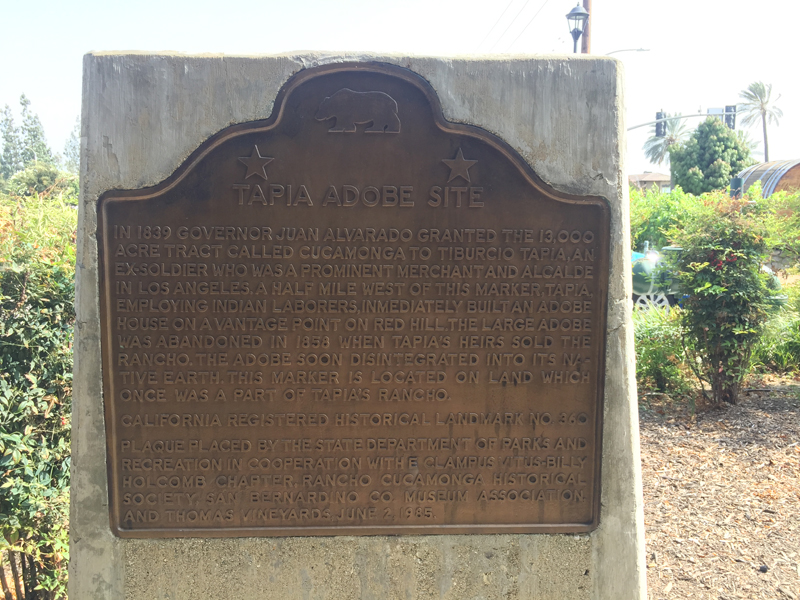 TAPIA ADOBE SITE
IN 1839 GOVERNOR JUAN ALVARADO GRANTED THE 13,000
ACRE TRACT CALLED CUCAMONGA TO TIBURCIO TAPIA, AN
EX-SOLDIER WHO WAS A PROMINENT MERCHANT AND ALCALDE
IN LOS ANGELES. A HALF MILE WEST OF THIS MARKER, TAPIA,
EMPLOYING INDIAN LABORERS, INMEDIATELY BUILT AN ADOBE
HOUSE ON A VANTAGE POINT ON RED HILL. THE LARGE ADOBE
WAS ABANDONED IN 1858 WHEN TAPIA'S HEIRS SOLD THE
RANCHO. THE ADOBE SOON DISINTEGRATED INTO ITS NA-
TIVE EARTH. THIS MARKER IS LOCATED ON LAND WHICH
ONCE WAS A PART OF TAPIA'S RANCHO.
CALIFORNIA REGISTERED HISTORICAL LANDMARK NO. 360
PLAQUE PLACED BY THE STATE DEPARTMENT OF PARKS AND
RECREATION IN COOPERATION WITH E CLAMPUS VITUS-BILLY
HOLCOMB CHAPTER, RANCHO CUCAMONGA HISTORICAL
SOCIETY, SAN BERNARDINO CO. MUSEUM ASSOCIATION,
AND THOMAS VINEYARDS, JUNE 2, 1985.